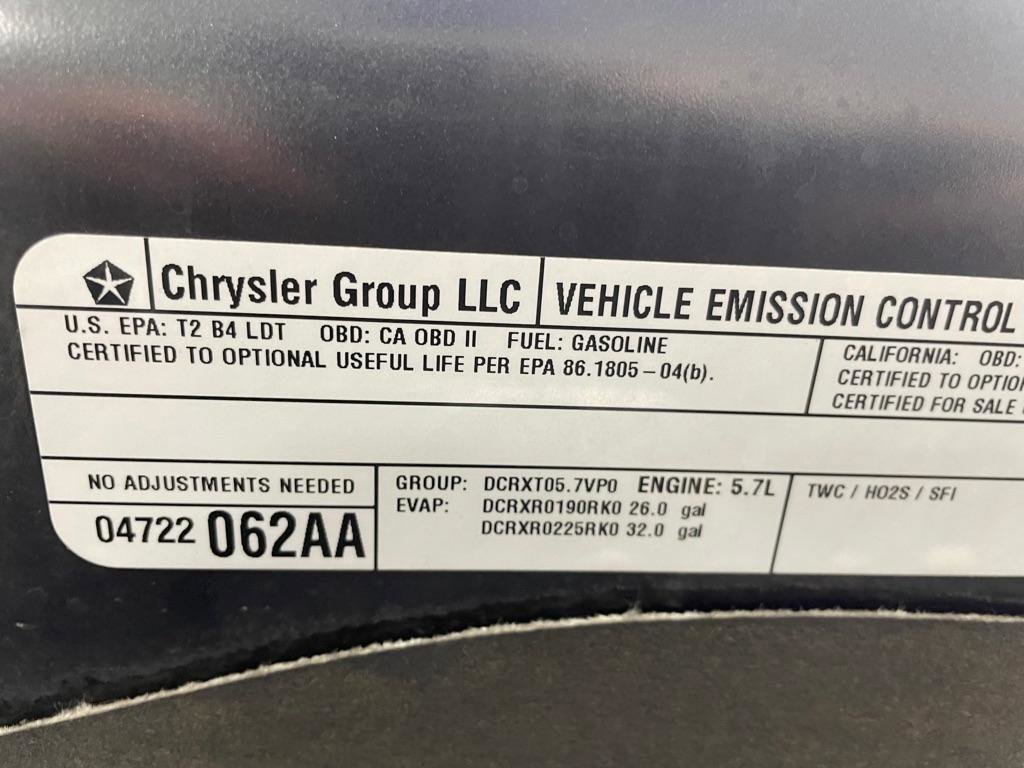 Chrysler Group LLC VEHICLE EMISSION CONTROL
U.S. EPA: T2 B4 LDT OBD: CA OBD II FUEL: GASOLINE
CERTIFIED TO OPTIONAL USEFUL LIFE PER EPA 86.1805–04(b).
CALIFORNIA: OBD:
CERTIFIED TO
CERTIFIED FOR SALE
NO ADJUSTMENTS NEEDED
04722 062AA
GROUP: DCRXT05.7VP0 ENGINE: 5.7L
EVAP: DCRXR0190RK0 26.0 gal
DCRXR0225RK0 32.0 gal
TWC / HO2S / SFI